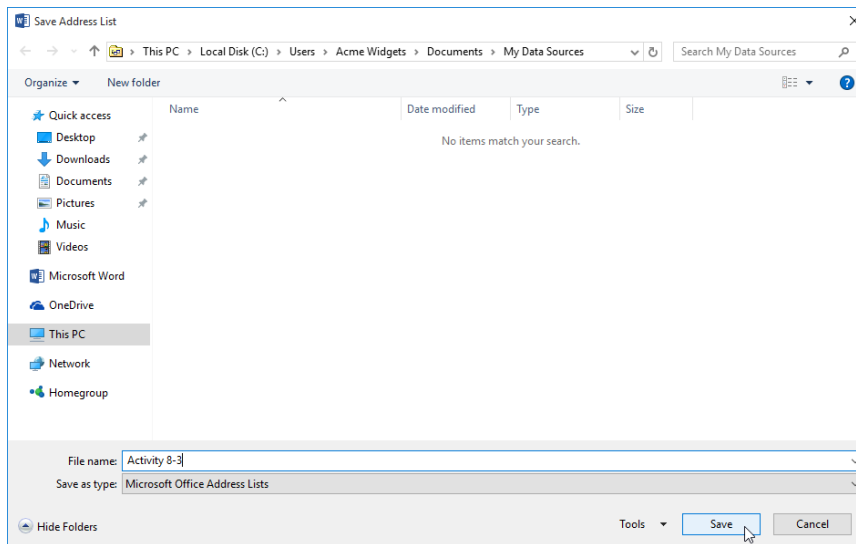 Save Address List
This PC > Local Disk (C:) > Users > Acme Widgets > Documents > My Data Sources
Search My Data Sources
Organize
New folder
Name
Date modified
Type
Size
No items match your search.
Quick access
Desktop
Downloads
Documents
Pictures
Music
Videos
Microsoft Word
OneDrive
This PC
Network
Homegroup
File name: Activity 8-3
Save as type: Microsoft Office Address Lists
Hide Folders
Tools
Save
Cancel